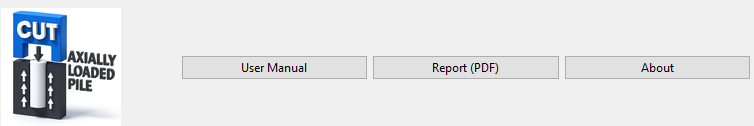 CUT
AXIALLY
LOADED
PILE
User Manual
Report (PDF)
About